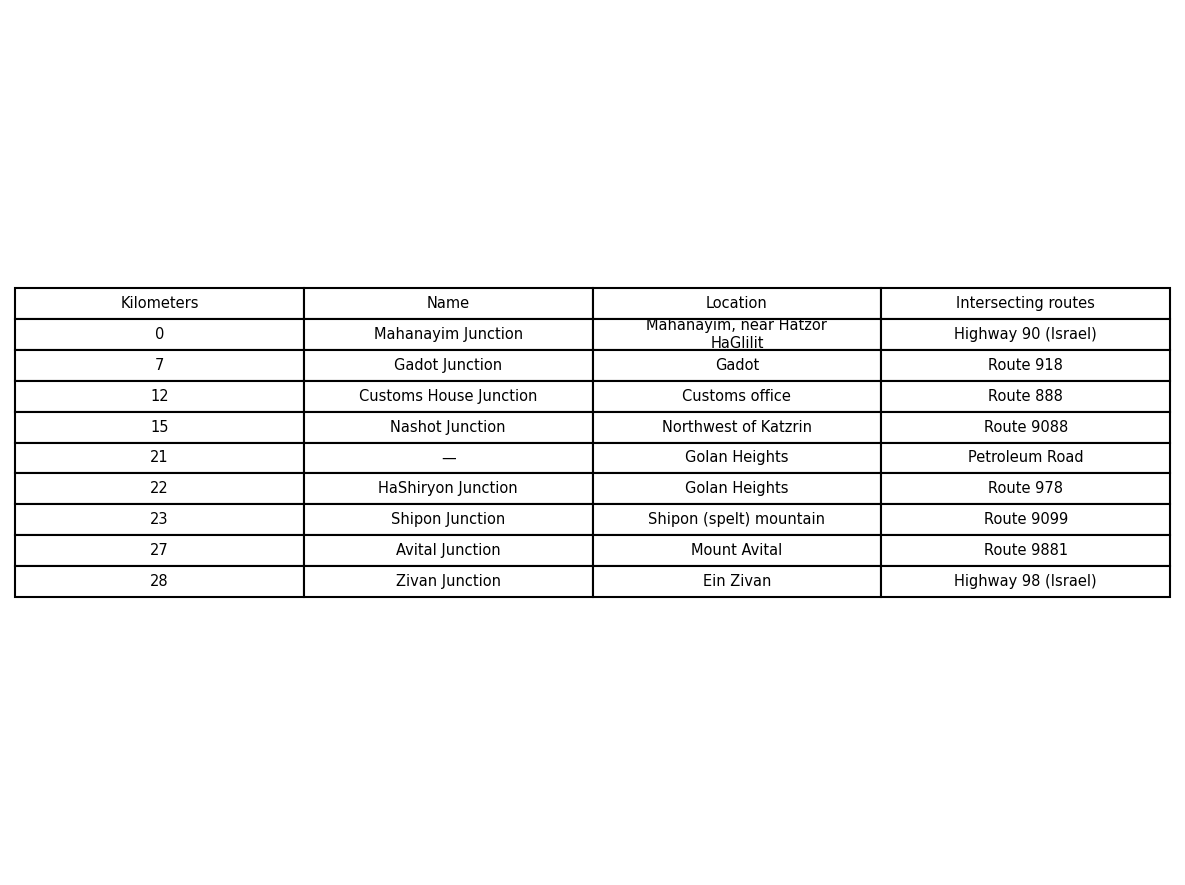 Kilometers Name Location Intersecting routes
0 Mahanayim Junction Mahanayim, near Hatzor HaGlilit Highway 90 (Israel)
7 Gadot Junction Gadot Route 918
12 Customs House Junction Customs office Route 888
15 Nashot Junction Northwest of Katzrin Route 9088
21 — Golan Heights Petroleum Road
22 HaShiryon Junction Golan Heights Route 978
23 Shipon Junction Shipon (spelt) mountain Route 9099
27 Avital Junction Mount Avital Route 9881
28 Zivan Junction Ein Zivan Highway 98 (Israel)